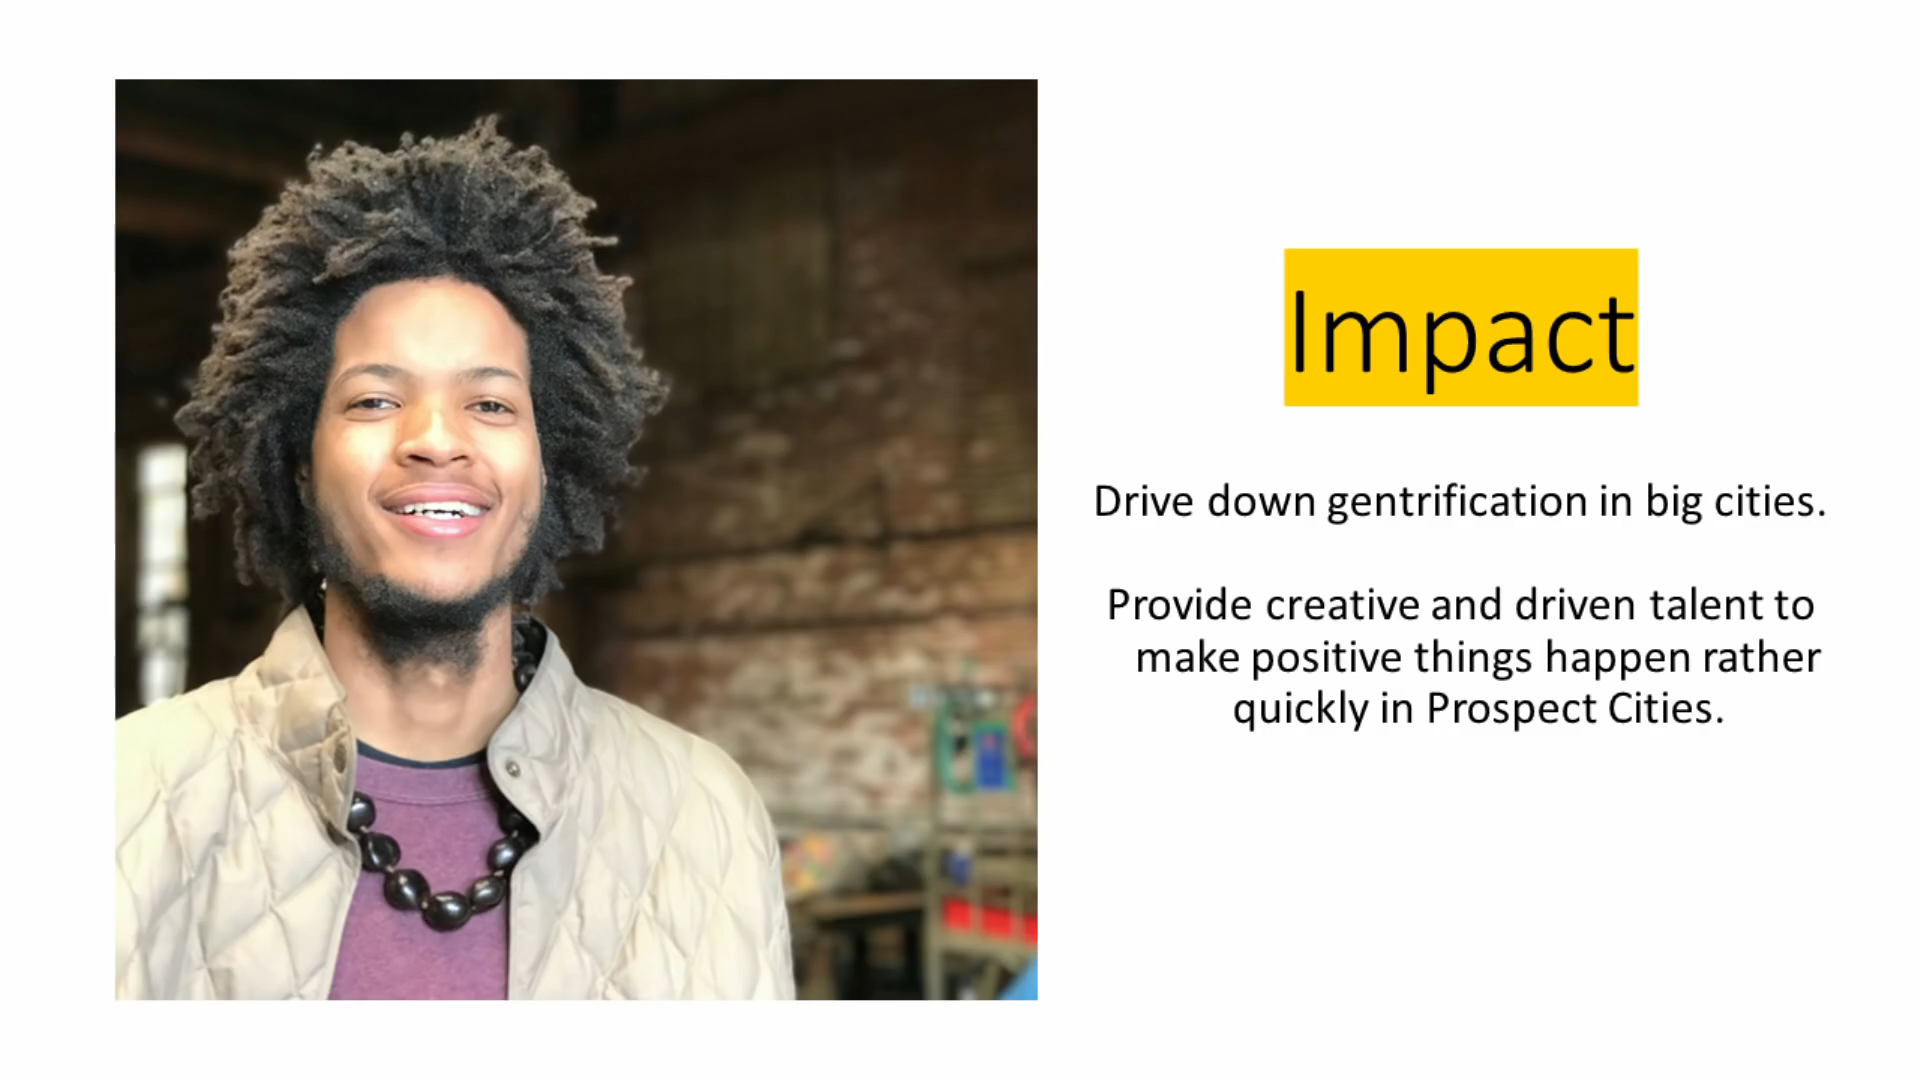 Impact
Drive down gentrification in big cities.
Provide creative and driven talent to
make positive things happen rather
quickly in Prospect Cities.